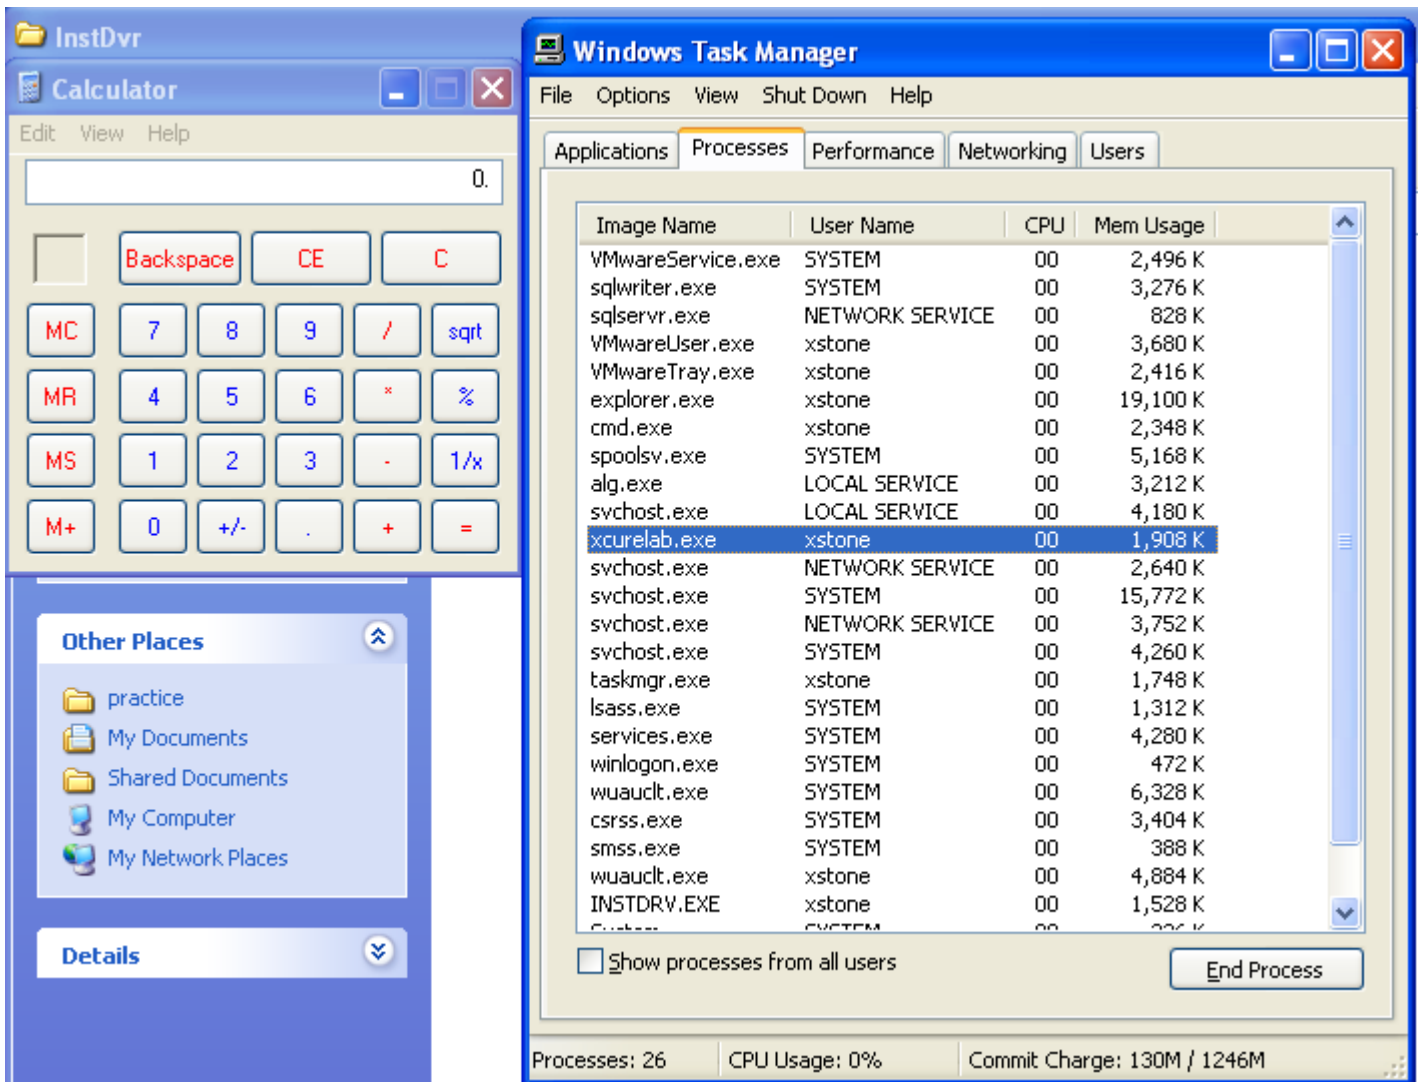 InstDvr
Calculator
Edit View Help
0.
Backspace CE C
MC 7 8 9 / sqrt
MR 4 5 6 * %
MS 1 2 3 - 1/x
M+ 0 +/- . + =
Other Places
practice
My Documents
Shared Documents
My Computer
My Network Places
Details
Windows Task Manager
File Options View Shut Down Help
Applications Processes Performance Networking Users
Image Name User Name CPU Mem Usage
VMwareService.exe SYSTEM 00 2,496 K
sqlwriter.exe SYSTEM 00 3,276 K
sqlservr.exe NETWORK SERVICE 00 828 K
VMwareUser.exe xstone 00 3,680 K
VMwareTray.exe xstone 00 2,416 K
explorer.exe xstone 00 19,100 K
cmd.exe xstone 00 2,348 K
spoolsv.exe SYSTEM 00 5,168 K
alg.exe LOCAL SERVICE 00 3,212 K
svchost.exe LOCAL SERVICE 00 4,180 K
xcurelab.exe xstone 00 1,908 K
svchost.exe NETWORK SERVICE 00 2,640 K
svchost.exe SYSTEM 00 15,772 K
svchost.exe NETWORK SERVICE 00 3,752 K
svchost.exe SYSTEM 00 4,260 K
taskmgr.exe xstone 00 1,748 K
lsass.exe SYSTEM 00 1,312 K
services.exe SYSTEM 00 4,280 K
winlogon.exe SYSTEM 00 472 K
wuauclt.exe SYSTEM 00 6,328 K
csrss.exe SYSTEM 00 3,404 K
smss.exe SYSTEM 00 388 K
wuauclt.exe xstone 00 4,884 K
INSTDRV.EXE xstone 00 1,528 K
System SYSTEM 00
Show processes from all users
End Process
Processes: 26 CPU Usage: 0% Commit Charge: 130M / 1246M